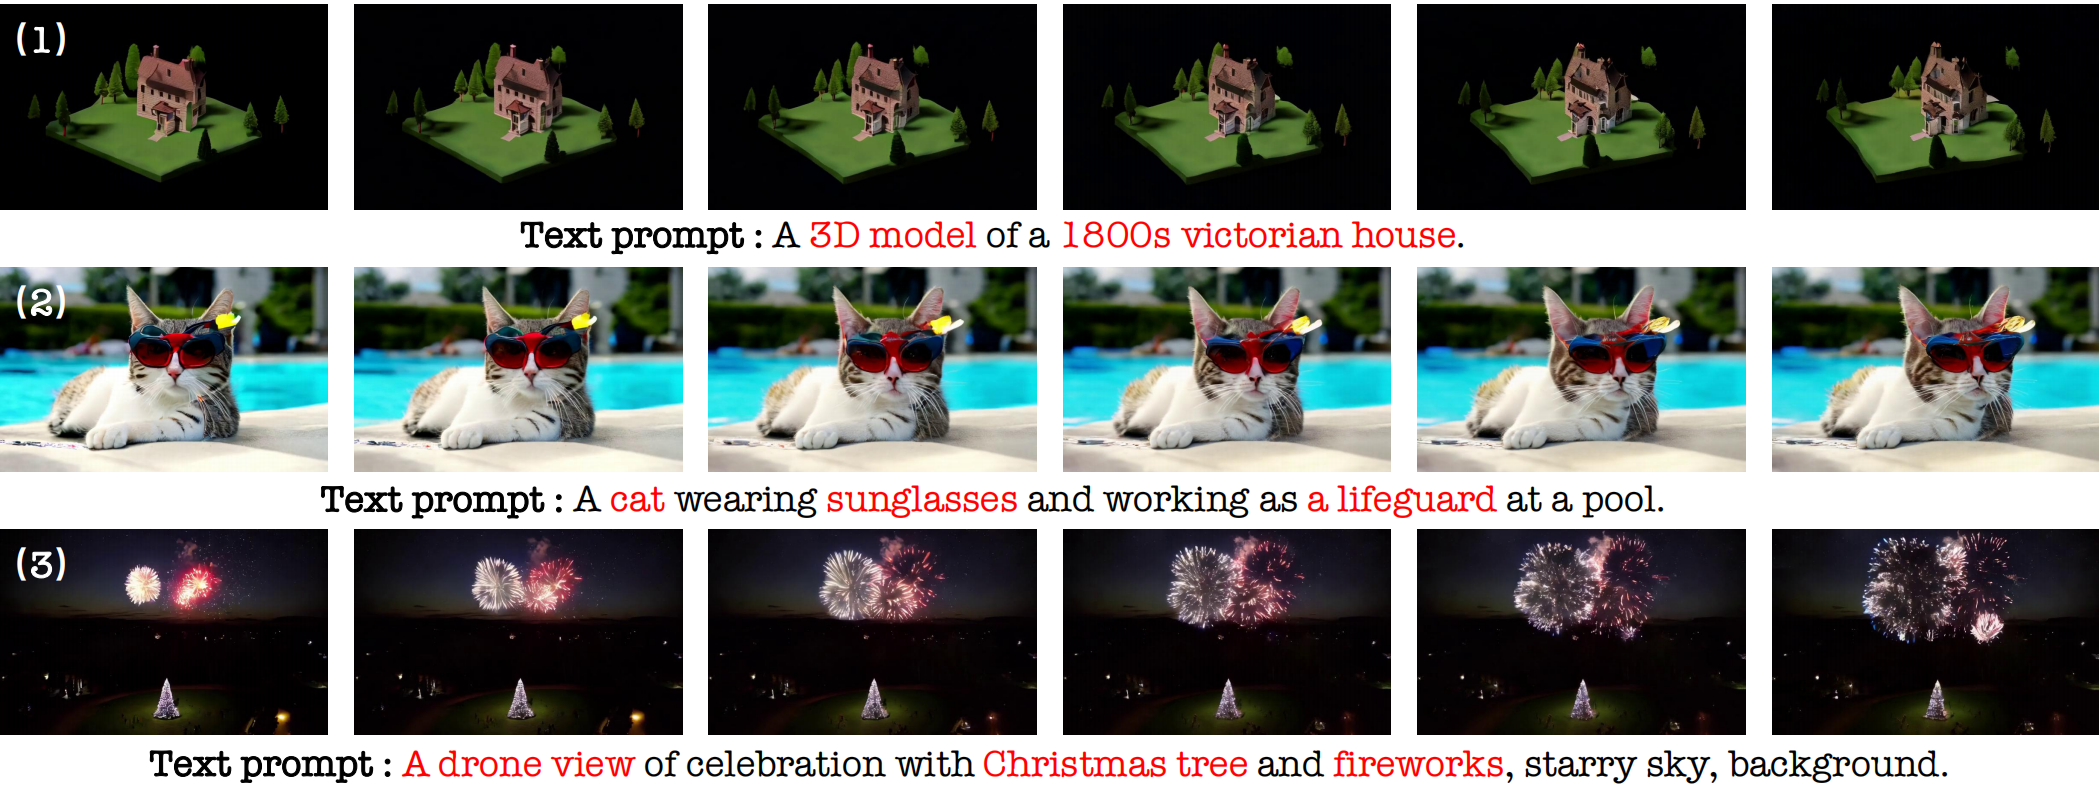 (1)
Text prompt : A 3D model of a 1800s victorian house.
(2)
Text prompt : A cat wearing sunglasses and working as a lifeguard at a pool.
(3)
Text prompt : A drone view of celebration with Christmas tree and fireworks, starry sky, background.